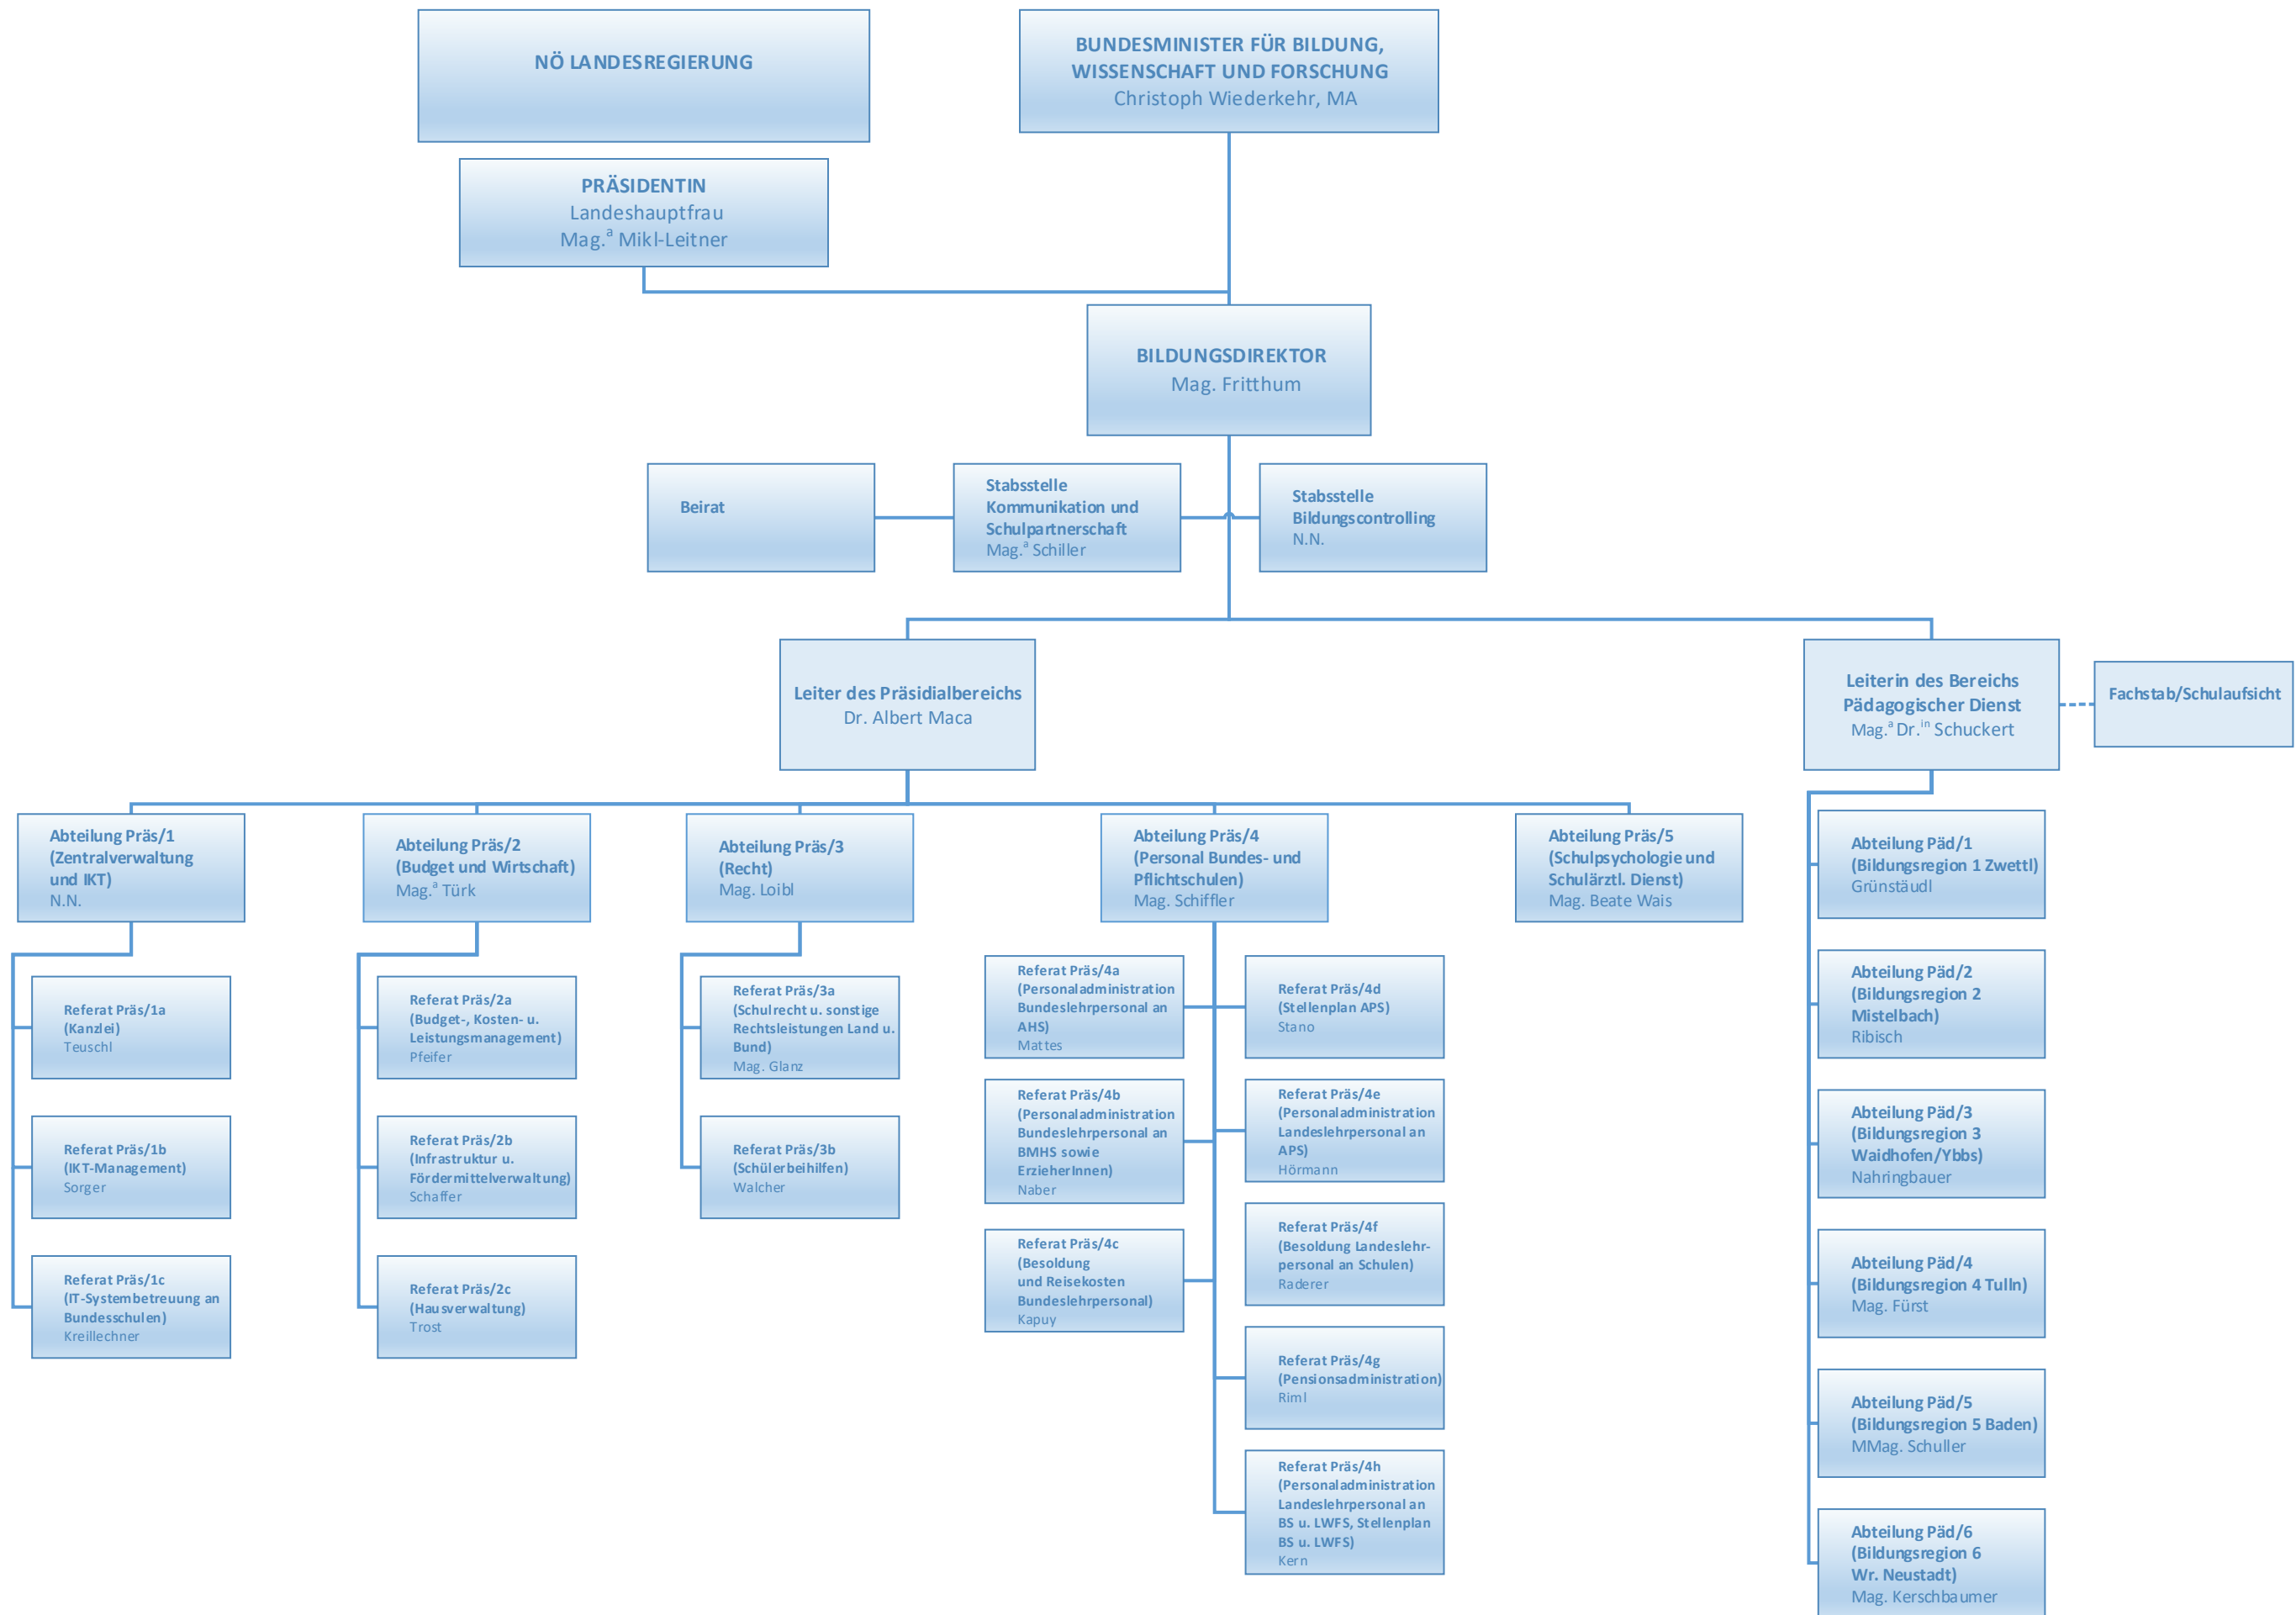 NÖ LANDESREGIERUNG
BUNDESMINISTER FÜR BILDUNG,
WISSENSCHAFT UND FORSCHUNG
Christoph Wiederkehr, MA
PRÄSIDENTIN
Landeshauptfrau
Mag.ª Mikl-Leitner
BILDUNGSDIREKTOR
Mag. Fritthum
Beirat
Stabsstelle
Kommunikation und
Schulpartnerschaft
Mag.ª Schiller
Stabsstelle
Bildungscontrolling
N.N.
Leiter des Präsidialbereichs
Dr. Albert Maca
Leiterin des Bereichs
Pädagogischer Dienst
Mag.ª Dr.ⁱⁿ Schuckert
Fachstab/Schulaufsicht
Abteilung Präs/1
(Zentralverwaltung
und IKT)
N.N.
Abteilung Präs/2
(Budget und Wirtschaft)
Mag.ª Türk
Abteilung Präs/3
(Recht)
Mag. Loibl
Abteilung Präs/4
(Personal Bundes- und
Pflichtschulen)
Mag. Schiffler
Abteilung Präs/5
(Schulpsychologie und
Schulärztl. Dienst)
Mag. Beate Wais
Referat Präs/1a
(Kanzlei)
Teuschl
Referat Präs/1b
(IKT-Management)
Sorger
Referat Präs/1c
(IT-Systembetreuung an
Bundesschulen)
Kreillechner
Referat Präs/2a
(Budget-, Kosten- u.
Leistungsmanagement)
Pfeifer
Referat Präs/2b
(Infrastruktur u.
Fördermittelverwaltung)
Schaffer
Referat Präs/2c
(Hausverwaltung)
Trost
Referat Präs/3a
(Schulrecht u. sonstige
Rechtsleistungen Land u.
Bund)
Mag. Glanz
Referat Präs/3b
(Schülerbeihilfen)
Walcher
Referat Präs/4a
(Personaladministration
Bundeslehrpersonal an
AHS)
Mattes
Referat Präs/4b
(Personaladministration
Bundeslehrpersonal an
BMHS sowie
ErzieherInnen)
Naber
Referat Präs/4c
(Besoldung
und Reisekosten
Bundeslehrpersonal)
Kapuy
Referat Präs/4d
(Stellenplan APS)
Stano
Referat Präs/4e
(Personaladministration
Landeslehrpersonal an
APS)
Hörmann
Referat Präs/4f
(Besoldung Landeslehr-
personal an Schulen)
Raderer
Referat Präs/4g
(Pensionsadministration)
Riml
Referat Präs/4h
(Personaladministration
Landeslehrpersonal an
BS u. LWFS, Stellenplan
BS u. LWFS)
Kern
Abteilung Päd/1
(Bildungsregion 1 Zwettl)
Grünstäudl
Abteilung Päd/2
(Bildungsregion 2
Mistelbach)
Ribisch
Abteilung Päd/3
(Bildungsregion 3
Waidhofen/Ybbs)
Nahringbauer
Abteilung Päd/4
(Bildungsregion 4 Tulln)
Mag. Fürst
Abteilung Päd/5
(Bildungsregion 5 Baden)
MMag. Schuller
Abteilung Päd/6
(Bildungsregion 6
Wr. Neustadt)
Mag. Kerschbaumer